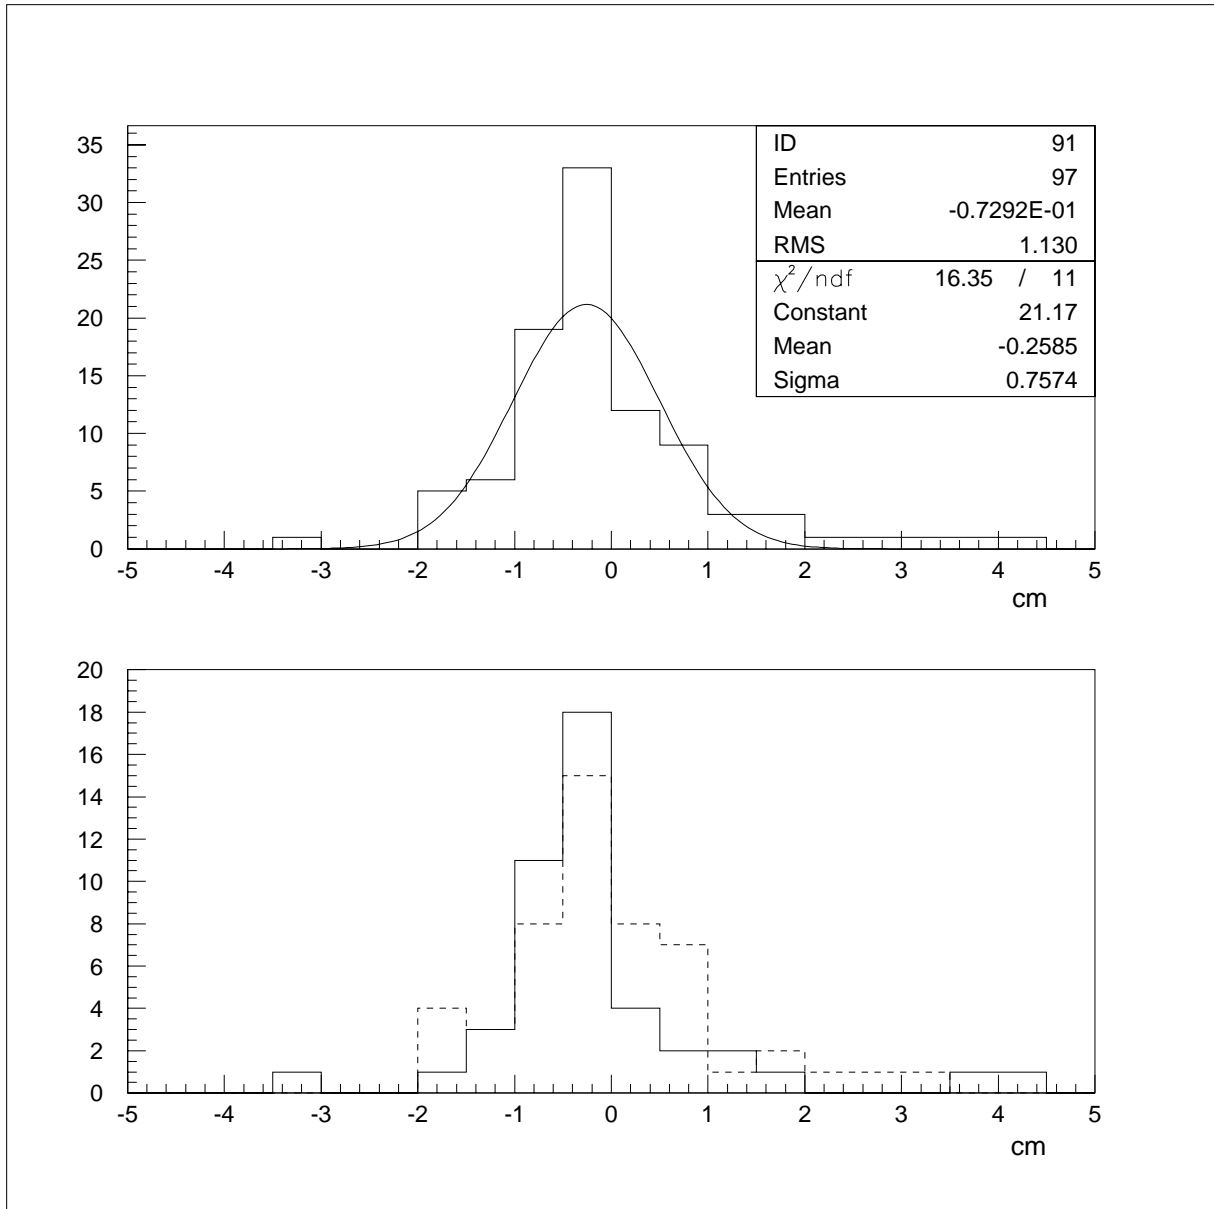 35
30
25
20
15
10
5
0
ID 91
Entries 97
Mean -0.7292E-01
RMS 1.130
χ²/ndf 16.35 / 11
Constant 21.17
Mean -0.2585
Sigma 0.7574
-5 -4 -3 -2 -1 0 1 2 3 4 5
cm
20
18
16
14
12
10
8
6
4
2
0
-5 -4 -3 -2 -1 0 1 2 3 4 5
cm